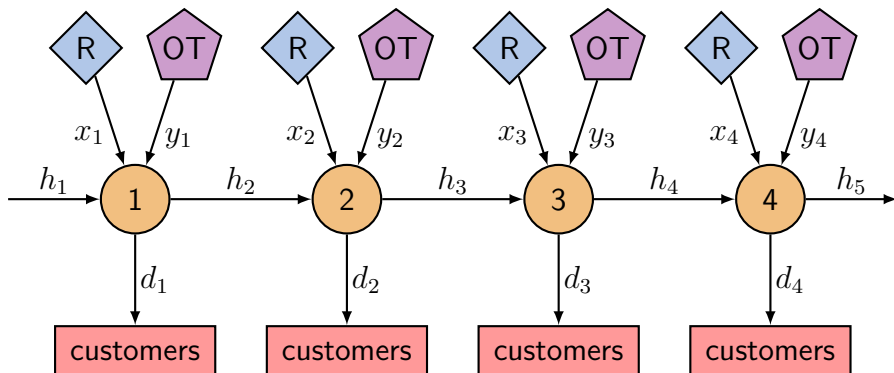 R OT R OT R OT R OT
x₁ y₁ x₂ y₂ x₃ y₃ x₄ y₄
h₁ 1 h₂ 2 h₃ 3 h₄ 4 h₅
d₁ d₂ d₃ d₄
customers customers customers customers